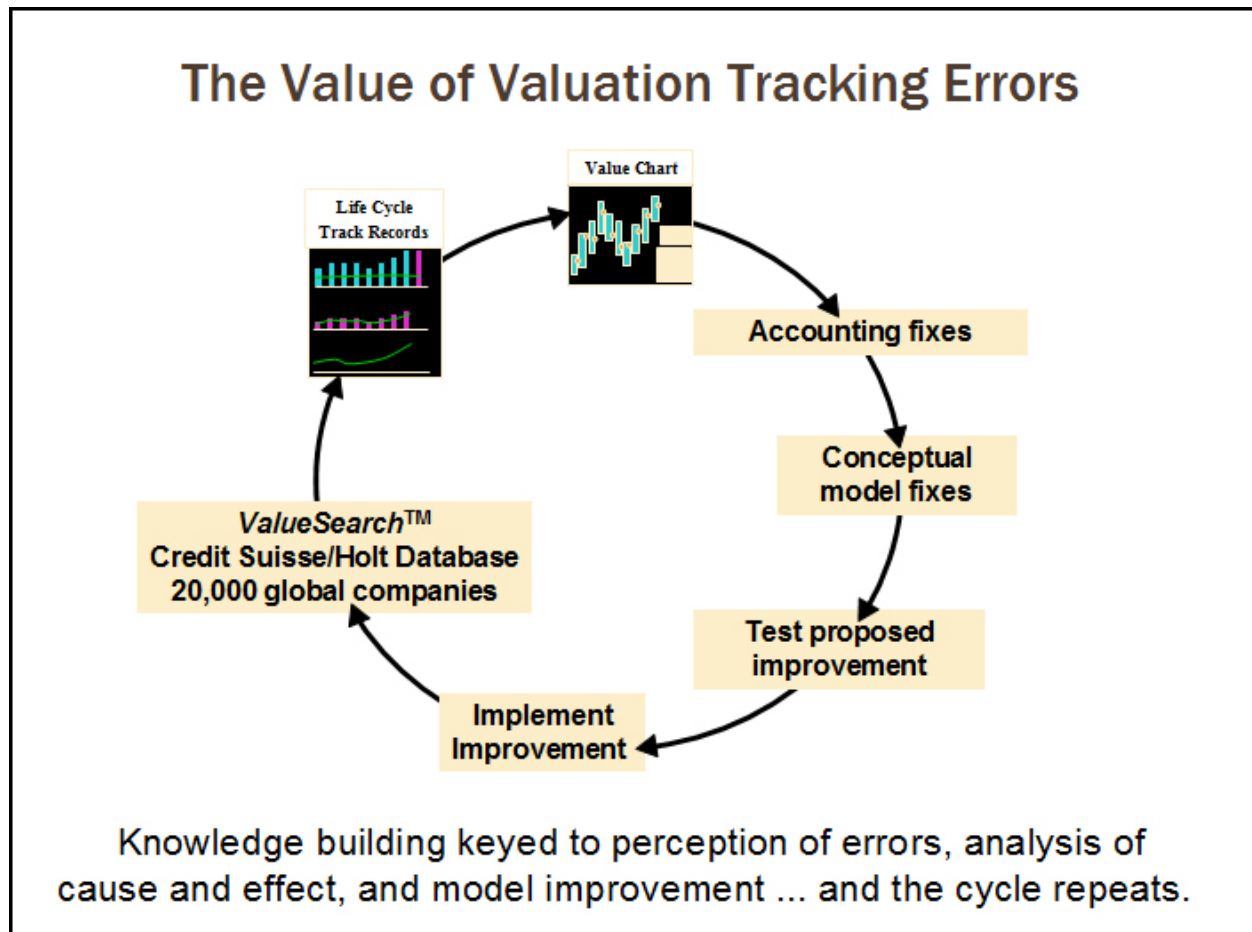 The Value of Valuation Tracking Errors
Value Chart
Life Cycle
Track Records
Accounting fixes
Conceptual
model fixes
ValueSearch™
Credit Suisse/Holt Database
20,000 global companies
Test proposed
improvement
Implement
Improvement
Knowledge building keyed to perception of errors, analysis of
cause and effect, and model improvement ... and the cycle repeats.